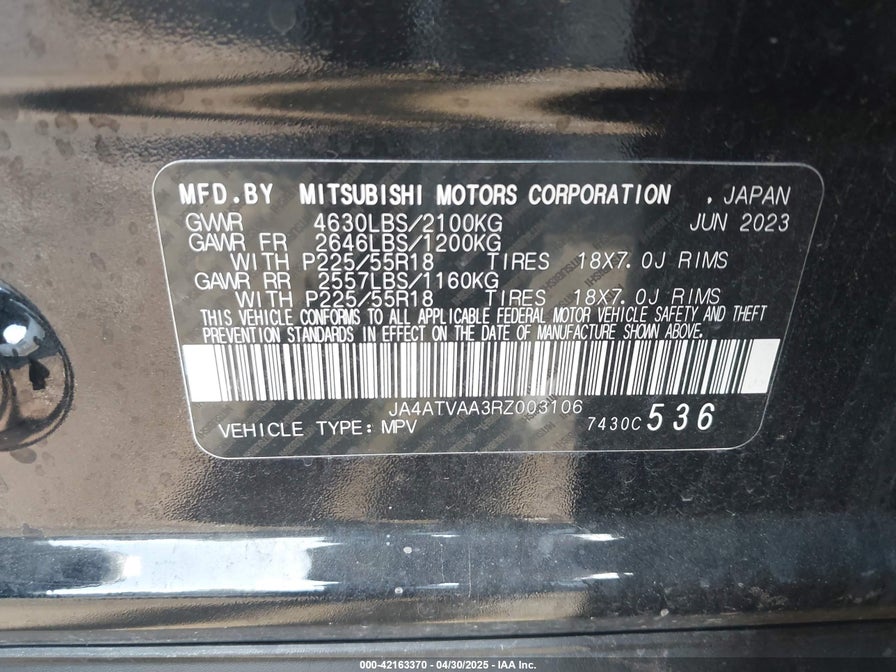 MFD.BY MITSUBISHI MOTORS CORPORATION , JAPAN
GVWR 4630LBS/2100KG JUN 2023
GAWR FR 2646LBS/1200KG
WITH P225/55R18 TIRES 18X7.0J RIMS
GAWR RR 2557LBS/1160KG
WITH P225/55R18 TIRES 18X7.0J RIMS
THIS VEHICLE CONFORMS TO ALL APPLICABLE FEDERAL MOTOR VEHICLE SAFETY AND THEFT
PREVENTION STANDARDS IN EFFECT ON THE DATE OF MANUFACTURE SHOWN ABOVE.
JA4ATVAA3RZ003106
VEHICLE TYPE: MPV 7430C 536
000-42163370 - 04/30/2025 - IAA Inc.